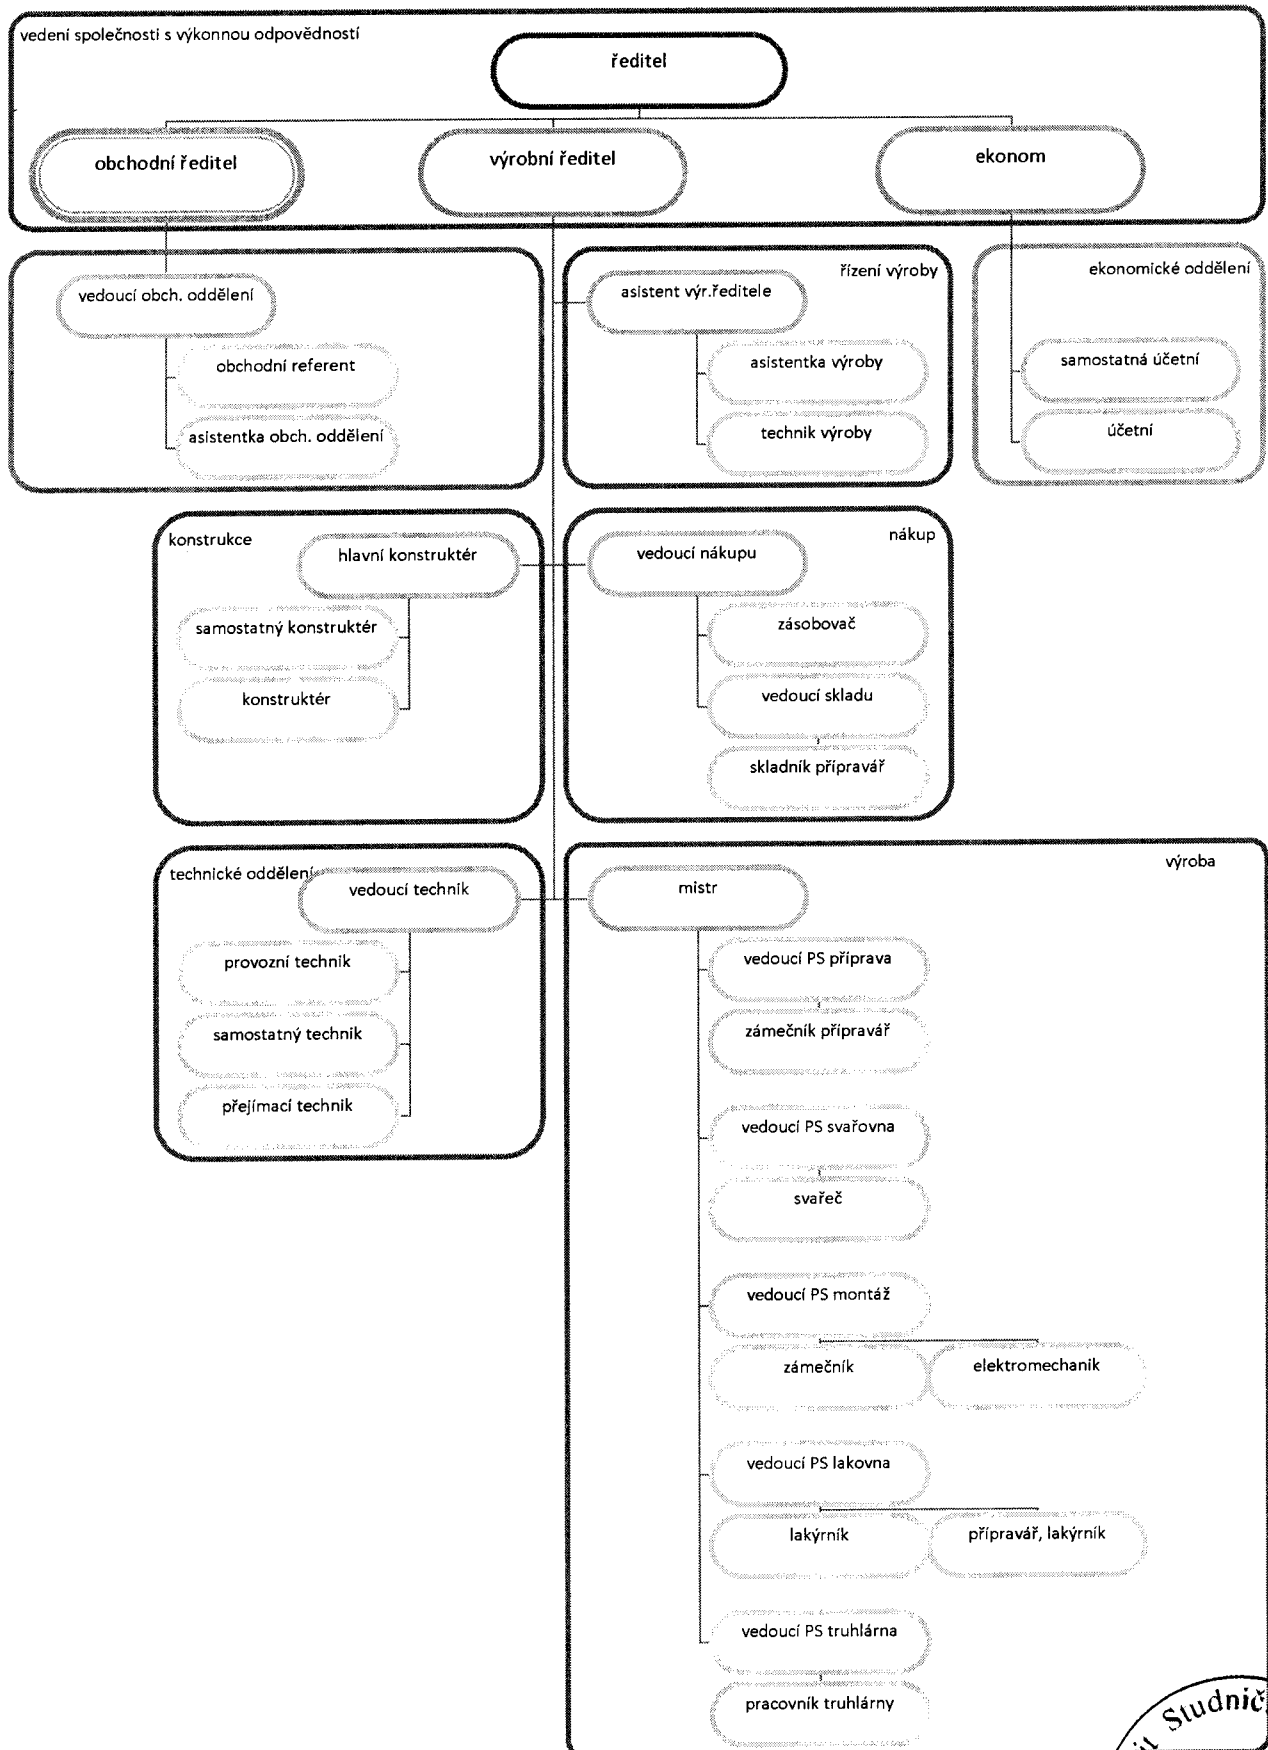 vedení společnosti s výkonnou odpovědností
ředitel
obchodní ředitel
výrobní ředitel
ekonom
vedoucí obch. oddělení
obchodní referent
asistentka obch. oddělení
řízení výroby
asistent výr.ředitele
asistentka výroby
technik výroby
ekonomické oddělení
samostatná účetní
účetní
konstrukce
hlavní konstruktér
samostatný konstruktér
konstruktér
nákup
vedoucí nákupu
zásobovač
vedoucí skladu
skladník přípravář
technické oddělení
vedoucí technik
provozní technik
samostatný technik
přejímací technik
výroba
mistr
vedoucí PS příprava
zámečník přípravář
vedoucí PS svařovna
svařeč
vedoucí PS montáž
zámečník
elektromechanik
vedoucí PS lakovna
lakýrník
přípravář, lakýrník
vedoucí PS truhlárna
pracovník truhlárny